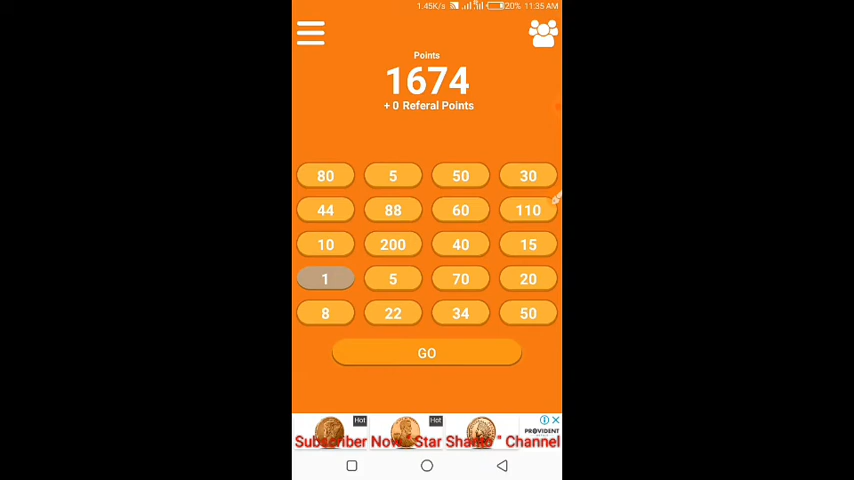 1.45K/s 20% 11:35 AM
Points
1674
+ 0 Referal Points
80 5 50 30
44 88 60 110
10 200 40 15
1 5 70 20
8 22 34 50
GO
Hot Hot
PROVIDENT
Subscriber Now " Star Shanto " Channel